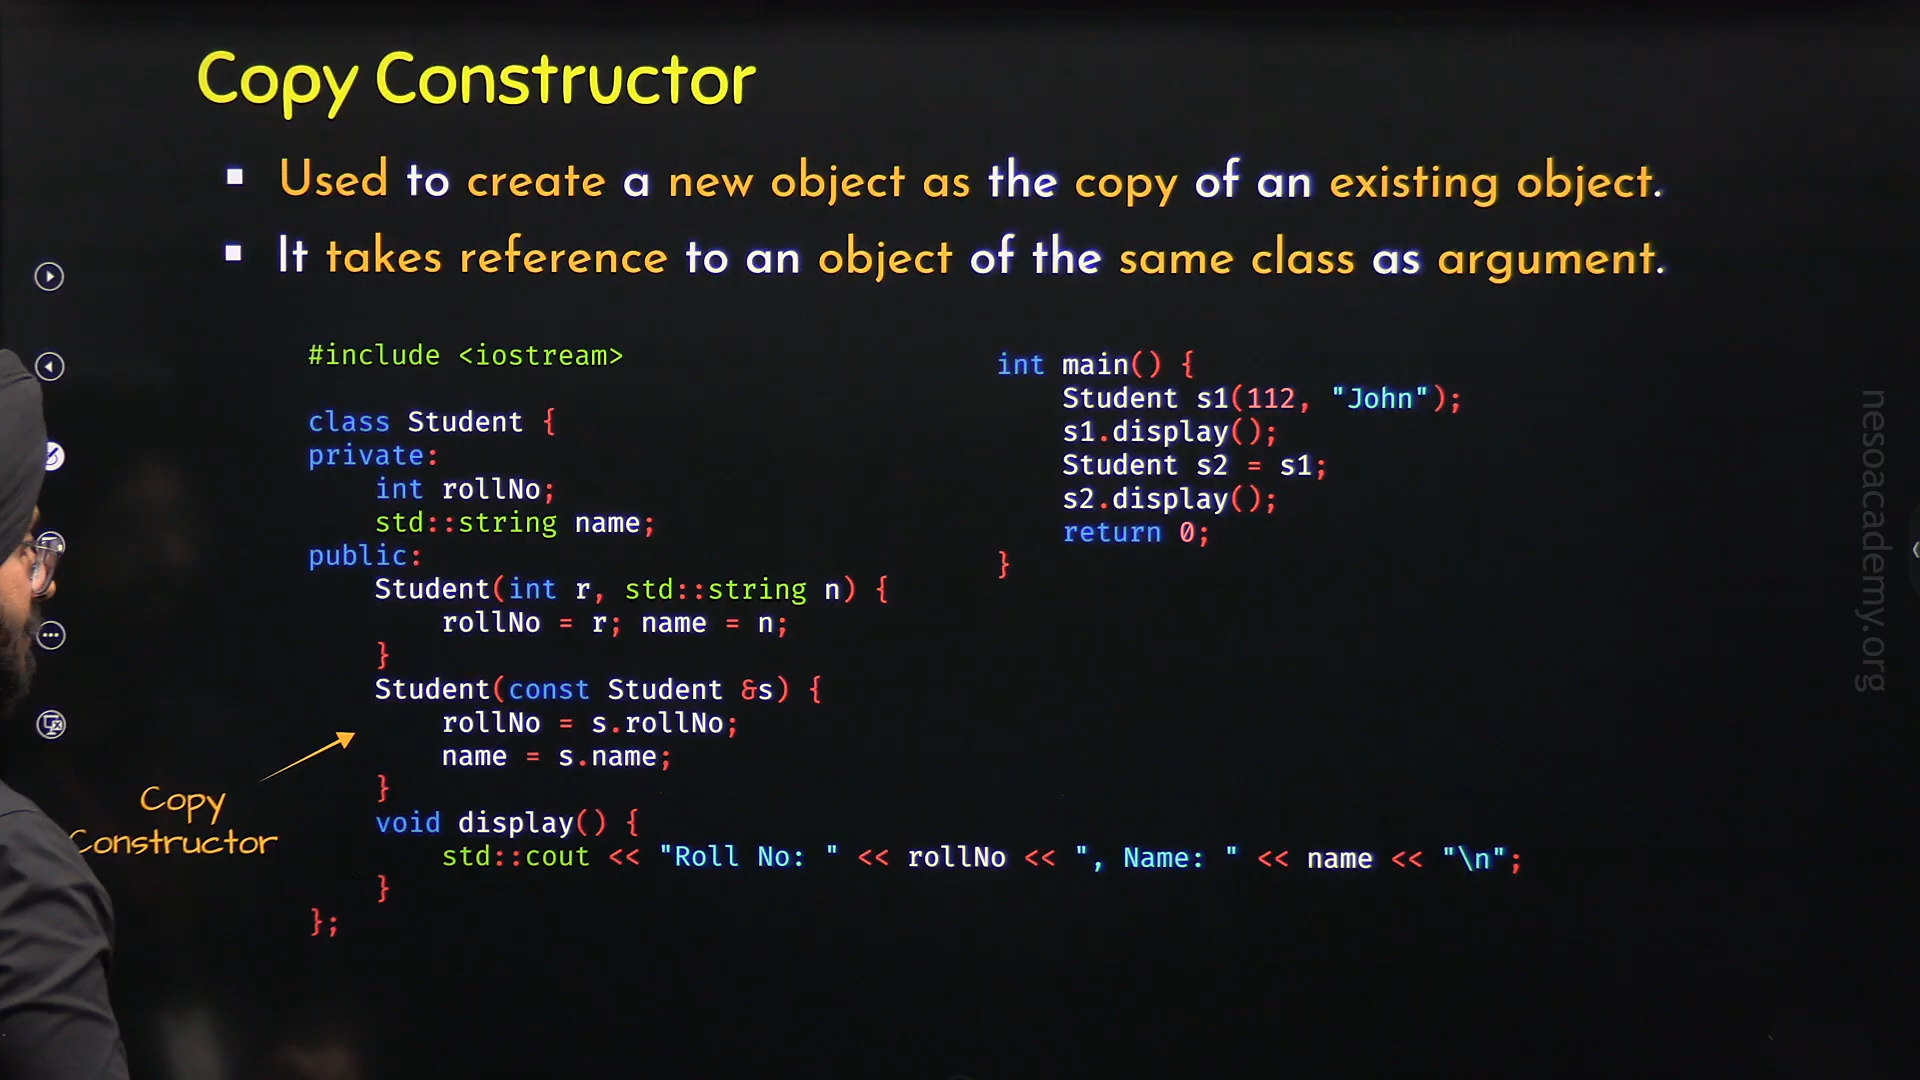 Copy Constructor
▪ Used to create a new object as the copy of an existing object.
▪ It takes reference to an object of the same class as argument.
#include <iostream>
class Student {
private:
    int rollNo;
    std::string name;
public:
    Student(int r, std::string n) {
        rollNo = r; name = n;
    }
    Student(const Student &s) {
        rollNo = s.rollNo;
        name = s.name;
    }
    void display() {
        std::cout << "Roll No: " << rollNo << ", Name: " << name << "\n";
    }
};
Copy
Constructor
int main() {
    Student s1(112, "John");
    s1.display();
    Student s2 = s1;
    s2.display();
    return 0;
}
nesoacademy.org